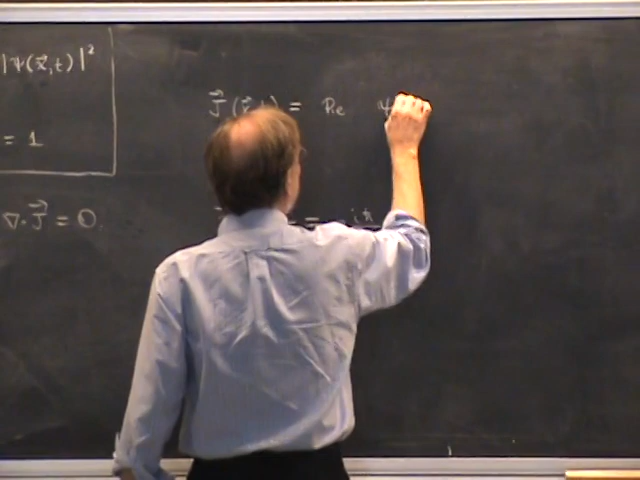 |Ψ(x⃗,t)|²
= 1
∇·J⃗ = 0.
J⃗(x⃗,t) = Re Ψ
= -iħ